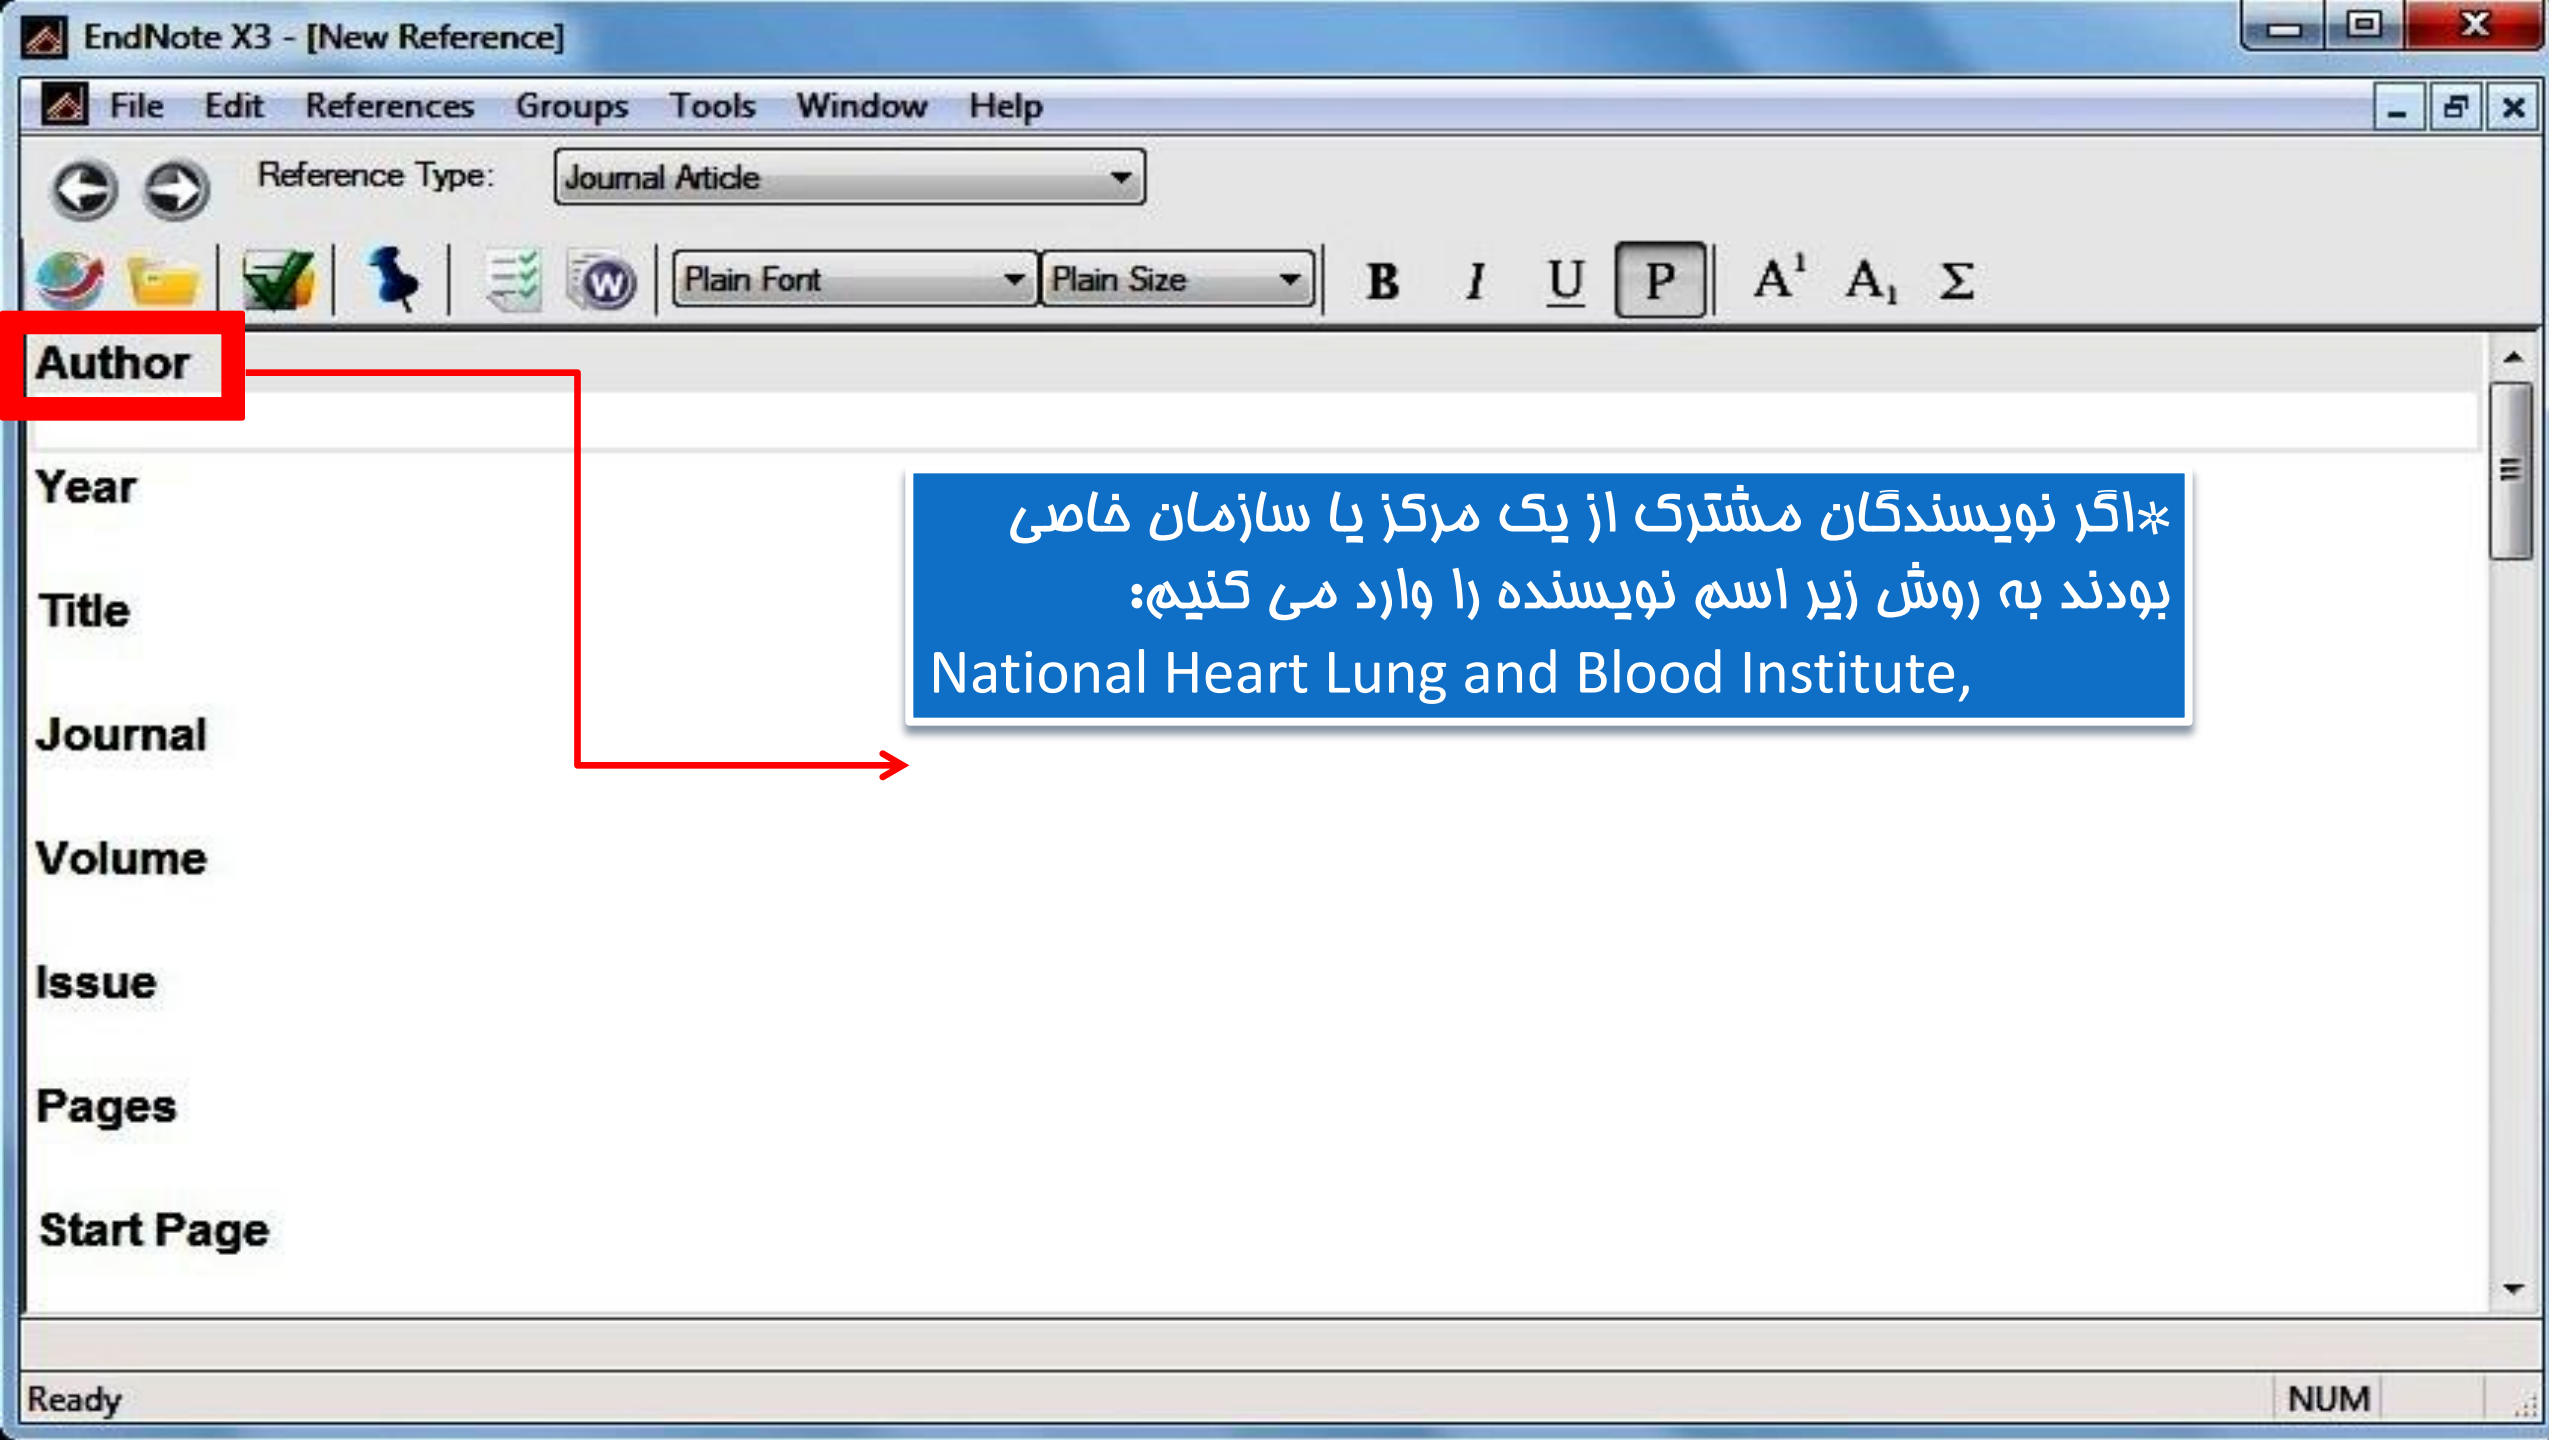 EndNote X3 - [New Reference]
File Edit References Groups Tools Window Help
Reference Type: Journal Article
Plain Font Plain Size B I U P A¹ A₁ Σ
Author
Year
*اگر نویسندگان مشترک از یک مرکز یا سازمان خاصی
بودند به روش زیر اسم نویسنده را وارد می کنیم:
National Heart Lung and Blood Institute,
Title
Journal
Volume
Issue
Pages
Start Page
Ready NUM